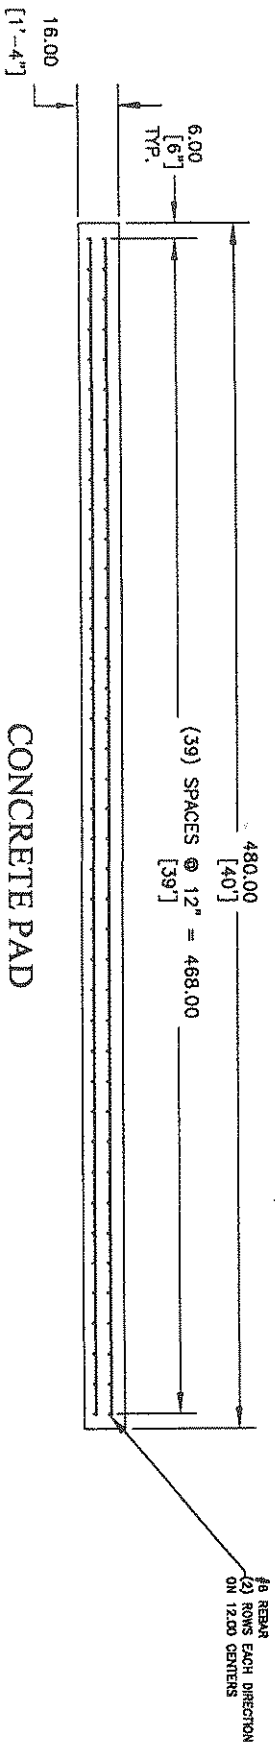 480.00
[40']
(39) SPACES @ 12" = 468.00
[39']
6.00
[6"]
TYP.
16.00
[1'-4"]
#8 REBAR
(2) ROWS EACH DIRECTION
ON 12.00 CENTERS
CONCRETE PAD